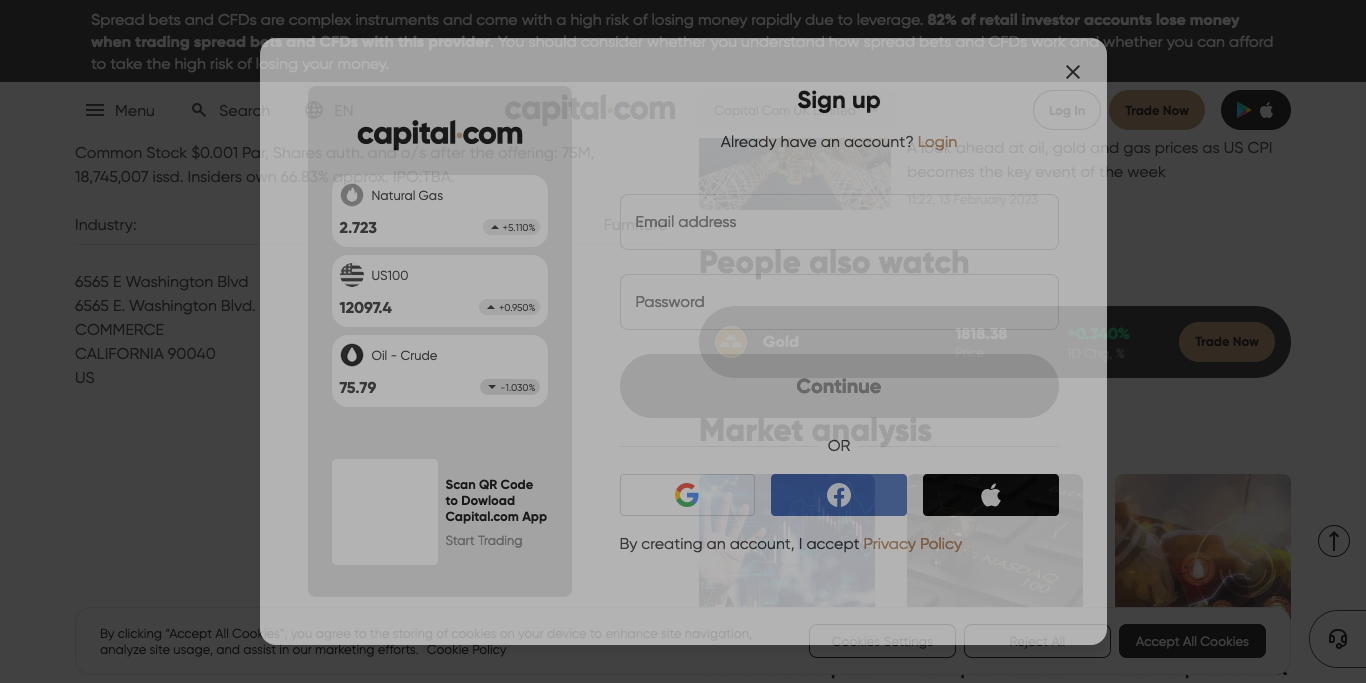 Spread bets and CFDs are complex instruments and come with a high risk of losing money rapidly due to leverage. 82% of retail investor accounts lose money
when trading spread bets and CFDs with this provider. You should consider whether you understand how spread bets and CFDs work and whether you can afford
to take the high risk of losing your money.
Menu
Search
EN
capital.com
Capital Com UK Limited
Log In
Trade Now
Common Stock $0.001 Par, Shares auth. and o/s after the offering: 75M,
18,745,007 issd. Insiders own 66.83% approx. IPO:TBA.
Industry:
6565 E Washington Blvd
6565 E. Washington Blvd.
COMMERCE
CALIFORNIA 90040
US
A look ahead at oil, gold and gas prices as US CPI
becomes the key event of the week
11:22, 13 February 2023
People also watch
Gold
1818.38
Price
+0.340%
1D Chg, %
Trade Now
Market analysis
NASDAQ
100
capital.com
Natural Gas
2.723
+5.110%
US100
12097.4
+0.950%
Oil - Crude
75.79
-1.030%
Scan QR Code
to Dowload
Capital.com App
Start Trading
Sign up
Already have an account? Login
Email address
Password
Continue
OR
By creating an account, I accept Privacy Policy
By clicking "Accept All Cookies", you agree to the storing of cookies on your device to enhance site navigation,
analyze site usage, and assist in our marketing efforts. Cookie Policy
Cookies Settings
Reject All
Accept All Cookies